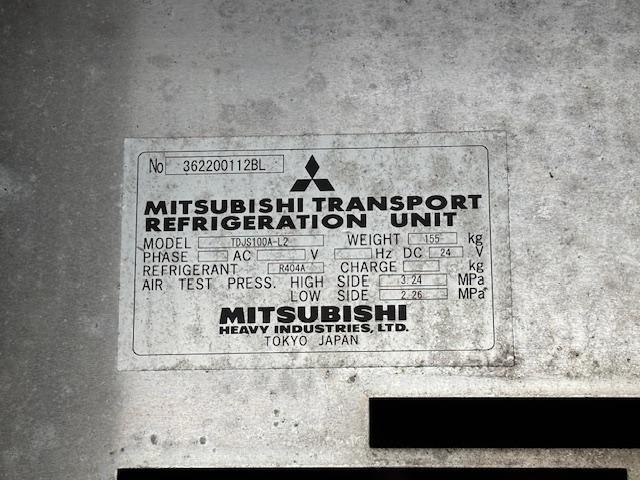 No 362200112BL
MITSUBISHI TRANSPORT
REFRIGERATION UNIT
MODEL TDJS100A-L2 WEIGHT 155 kg
PHASE AC V Hz DC 24 V
REFRIGERANT R404A CHARGE kg
AIR TEST PRESS. HIGH SIDE 3.24 MPa
LOW SIDE 2.26 MPa
MITSUBISHI
HEAVY INDUSTRIES, LTD.
TOKYO JAPAN